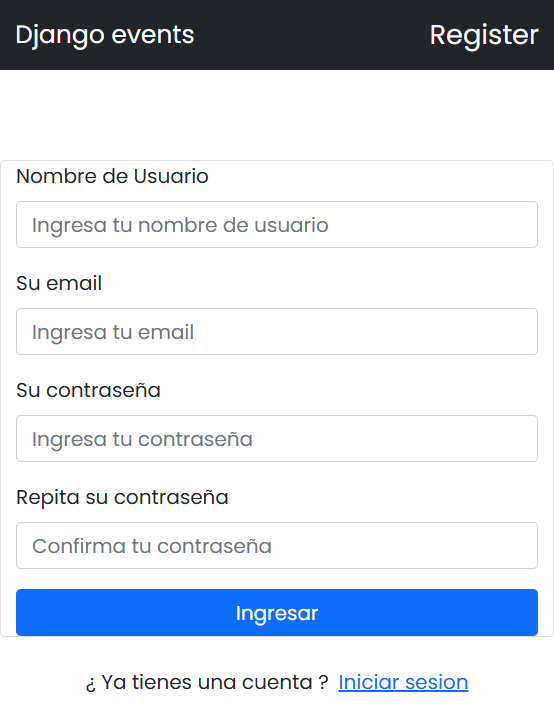 Django events Register
Nombre de Usuario
Ingresa tu nombre de usuario
Su email
Ingresa tu email
Su contraseña
Ingresa tu contraseña
Repita su contraseña
Confirma tu contraseña
Ingresar
¿ Ya tienes una cuenta ? Iniciar sesion